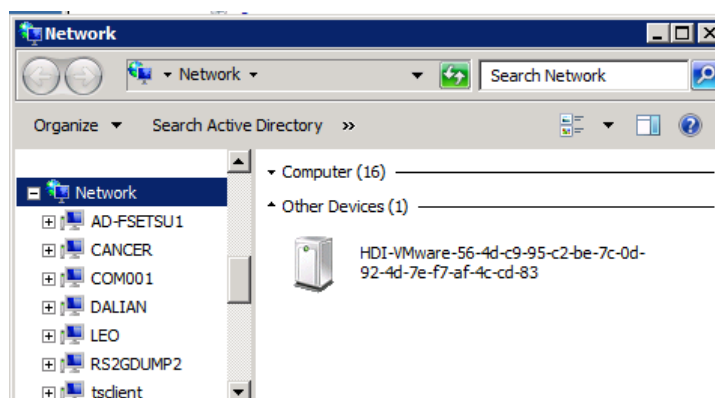 Network
Network
Search Network
Organize
Search Active Directory
»
Computer (16)
Other Devices (1)
HDI-VMware-56-4d-c9-95-c2-be-7c-0d-
92-4d-7e-f7-af-4c-cd-83
Network
AD-FSETSU1
CANCER
COM001
DALIAN
LEO
RS2GDUMP2
tsclient